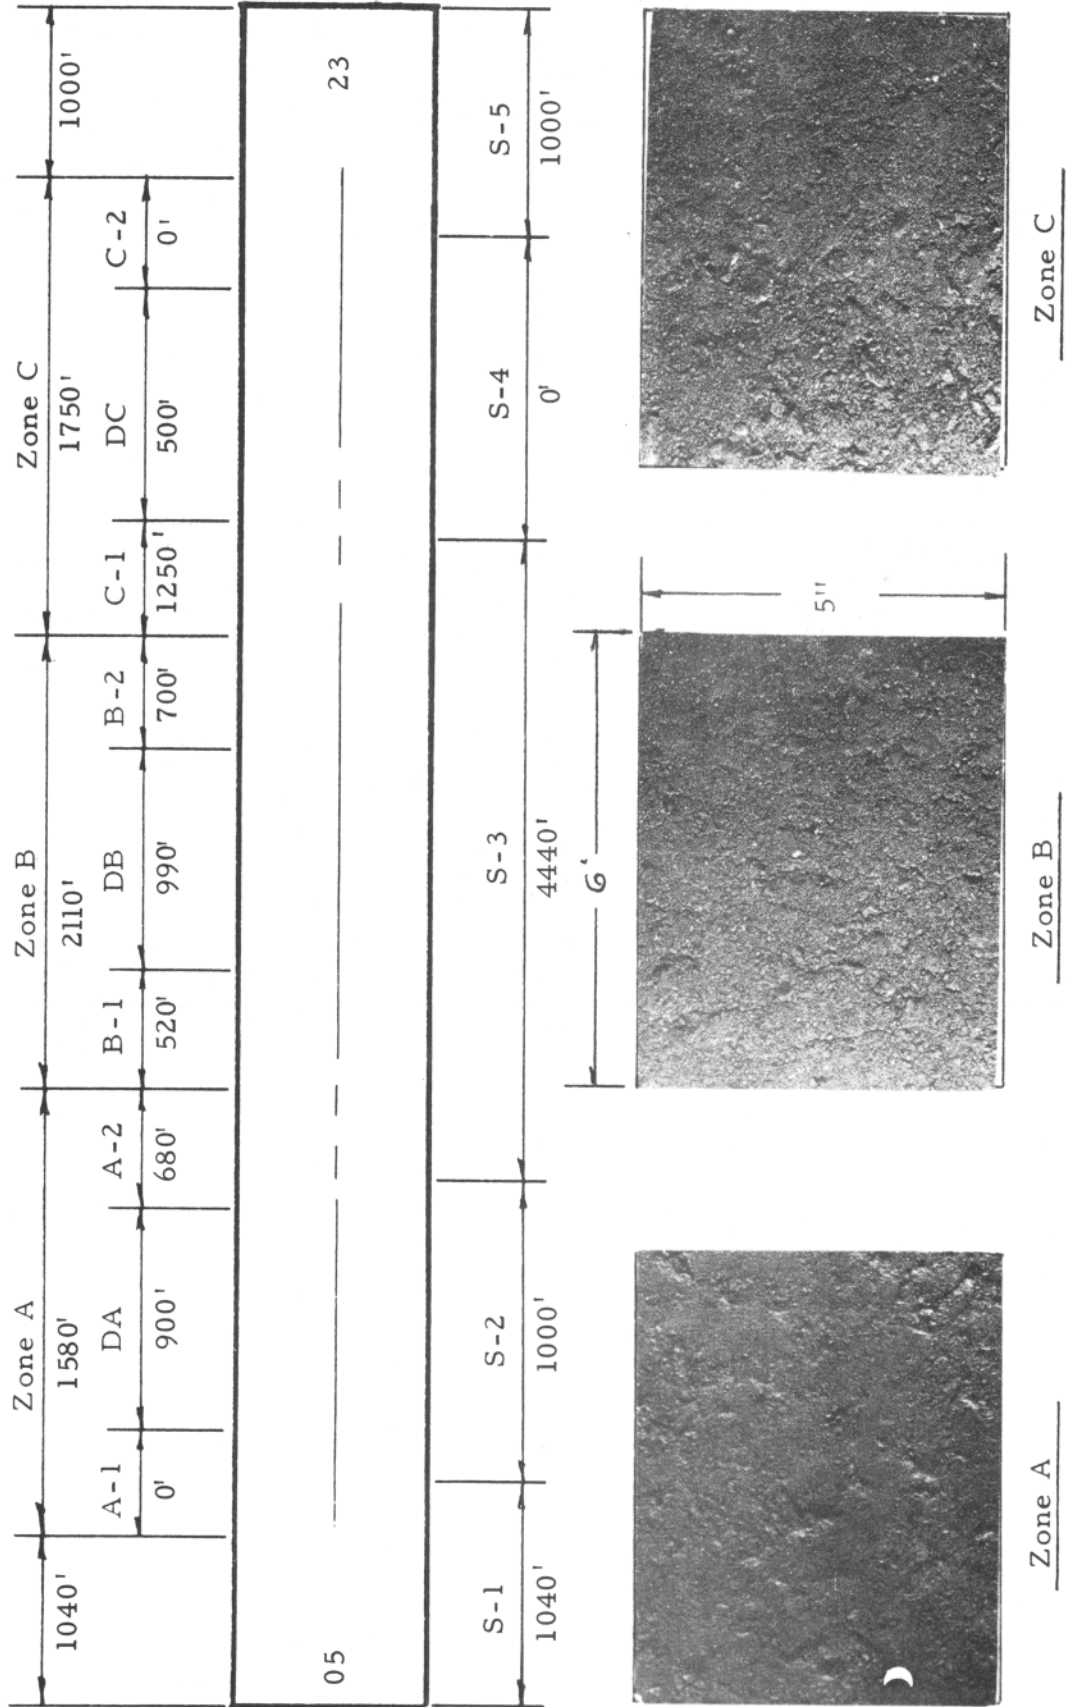 Zone A
Zone B
Zone C
1040'
1580'
2110'
1750'
1000'
A-1
DA
A-2
B-1
DB
B-2
C-1
DC
C-2
0'
900'
680'
520'
990'
700'
1250'
500'
0'
05
23
S-1
S-2
S-3
S-4
S-5
1040'
1000'
4440'
0'
1000'
6"
5"
Zone A
Zone B
Zone C